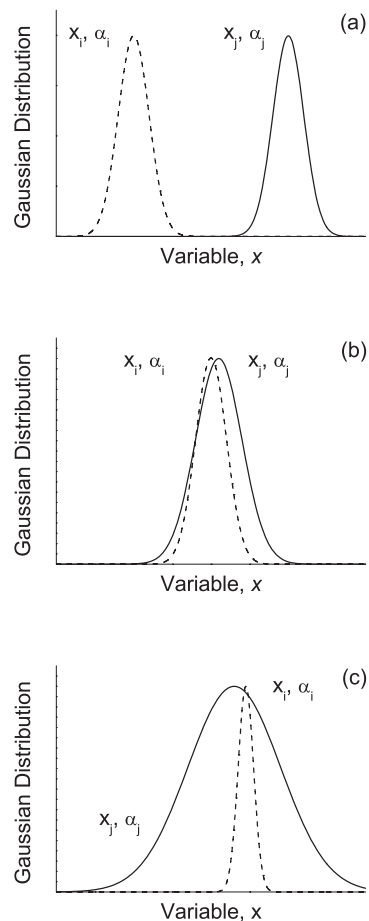 (a)
xᵢ, αᵢ
xⱼ, αⱼ
Gaussian Distribution
Variable, x
(b)
xᵢ, αᵢ
xⱼ, αⱼ
Gaussian Distribution
Variable, x
(c)
xᵢ, αᵢ
xⱼ, αⱼ
Gaussian Distribution
Variable, x